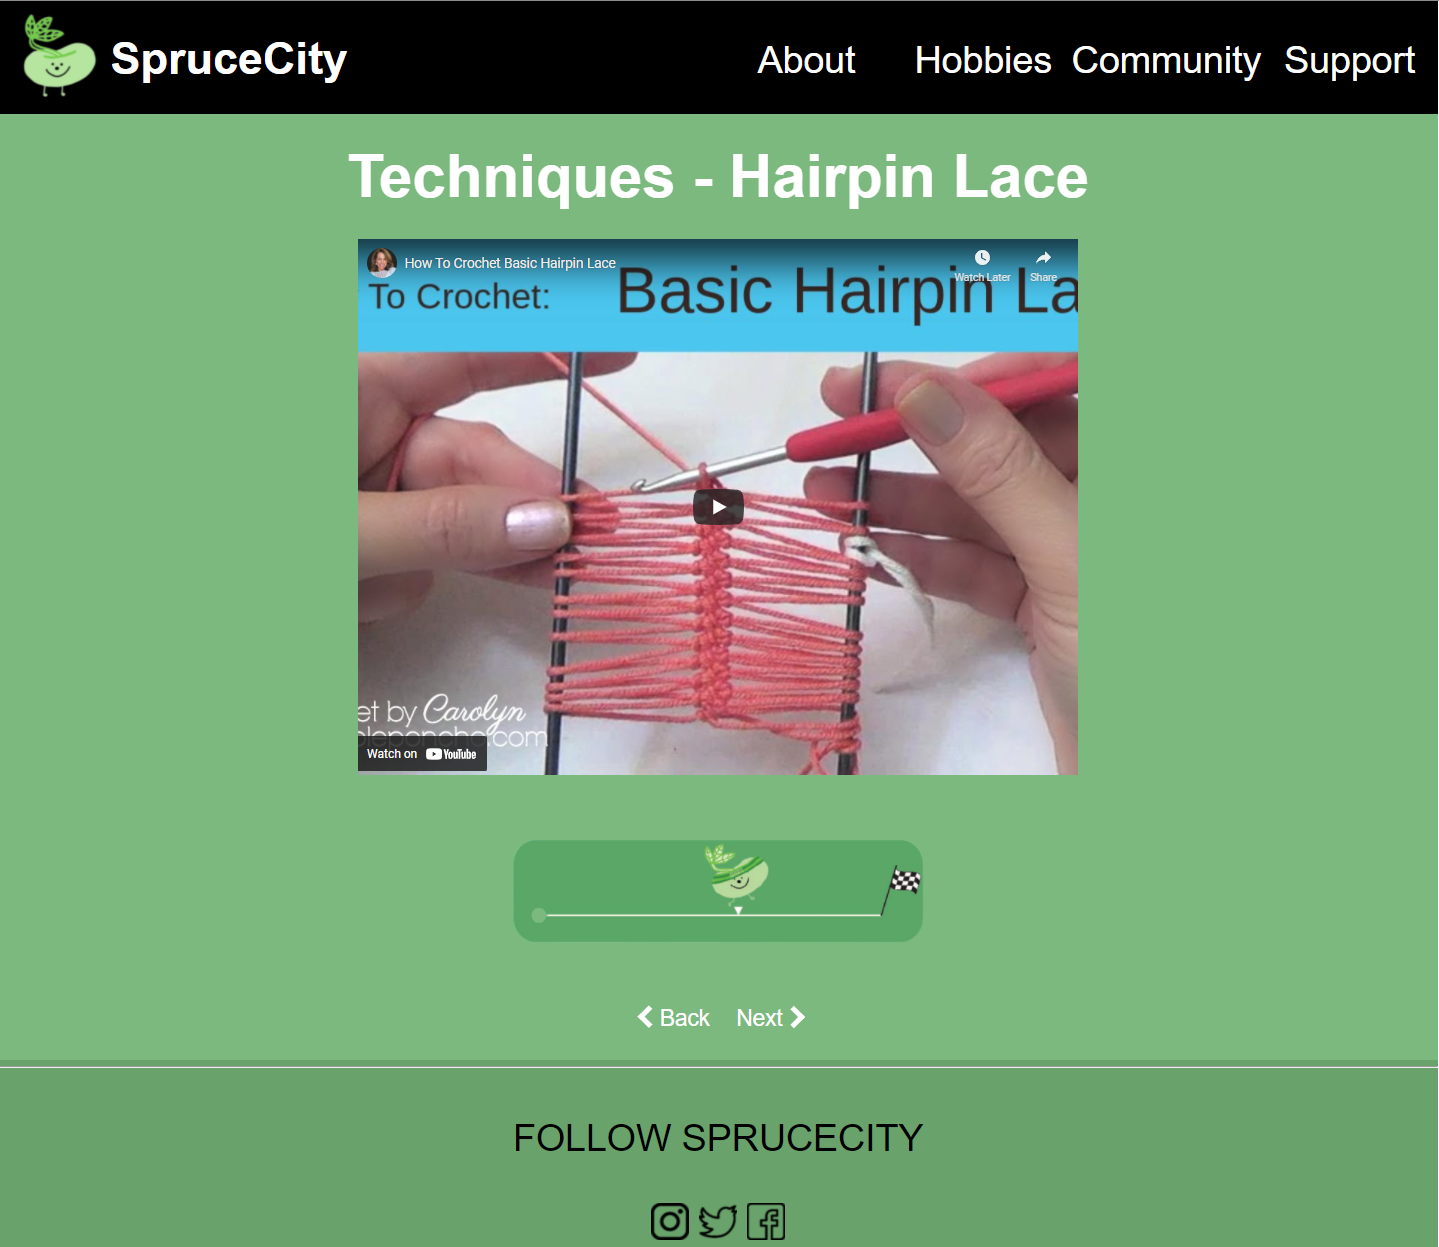 SpruceCity
About Hobbies Community Support
Techniques - Hairpin Lace
How To Crochet Basic Hairpin Lace
Watch Later Share
To Crochet: Basic Hairpin La
et by Carolyn
.com
Watch on YouTube
Back Next
FOLLOW SPRUCECITY